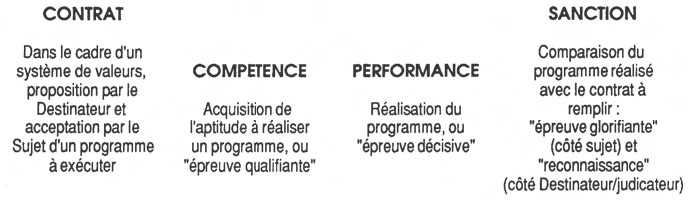 CONTRAT
Dans le cadre d'un
système de valeurs,
proposition par le
Destinateur et
acceptation par le
Sujet d'un programme
à exécuter
COMPETENCE
Acquisition de
l'aptitude à réaliser
un programme, ou
"épreuve qualifiante"
PERFORMANCE
Réalisation du
programme, ou
"épreuve décisive"
SANCTION
Comparaison du
programme réalisé
avec le contrat à
remplir :
"épreuve glorifiante"
(côté sujet) et
"reconnaissance"
(côté Destinateur/judicateur)